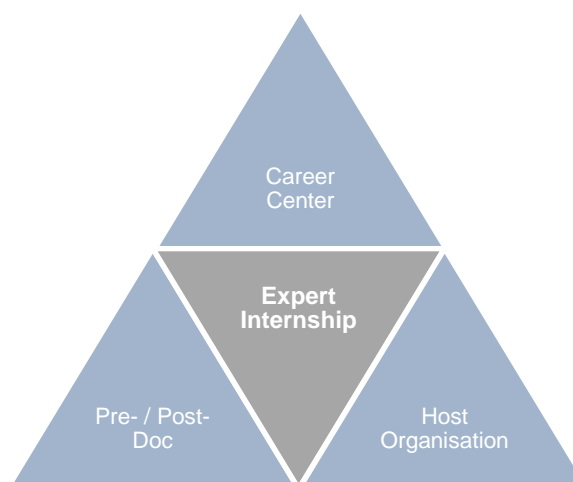 Career
Center
Expert
Internship
Pre- / Post-
Doc
Host
Organisation